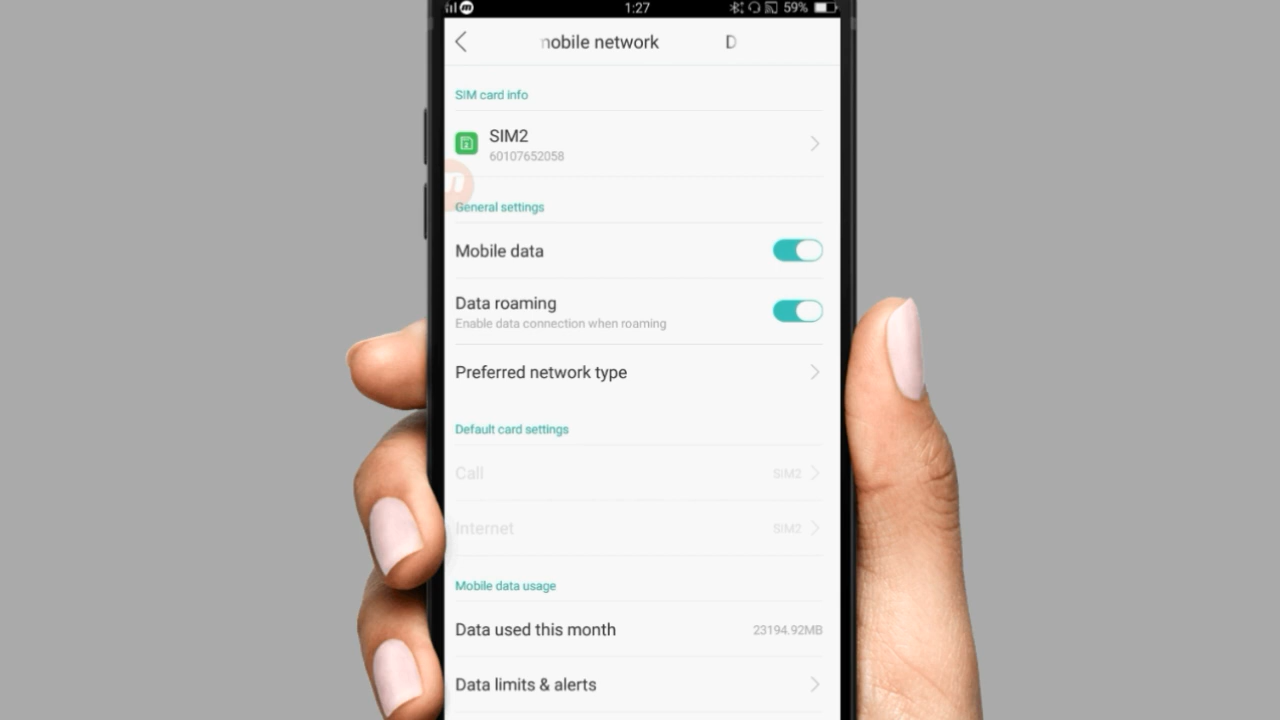 1:27
59%
mobile network D
SIM card info
SIM2
60107652058
General settings
Mobile data
Data roaming
Enable data connection when roaming
Preferred network type
Default card settings
Call SIM2
Internet SIM2
Mobile data usage
Data used this month 23194.92MB
Data limits & alerts